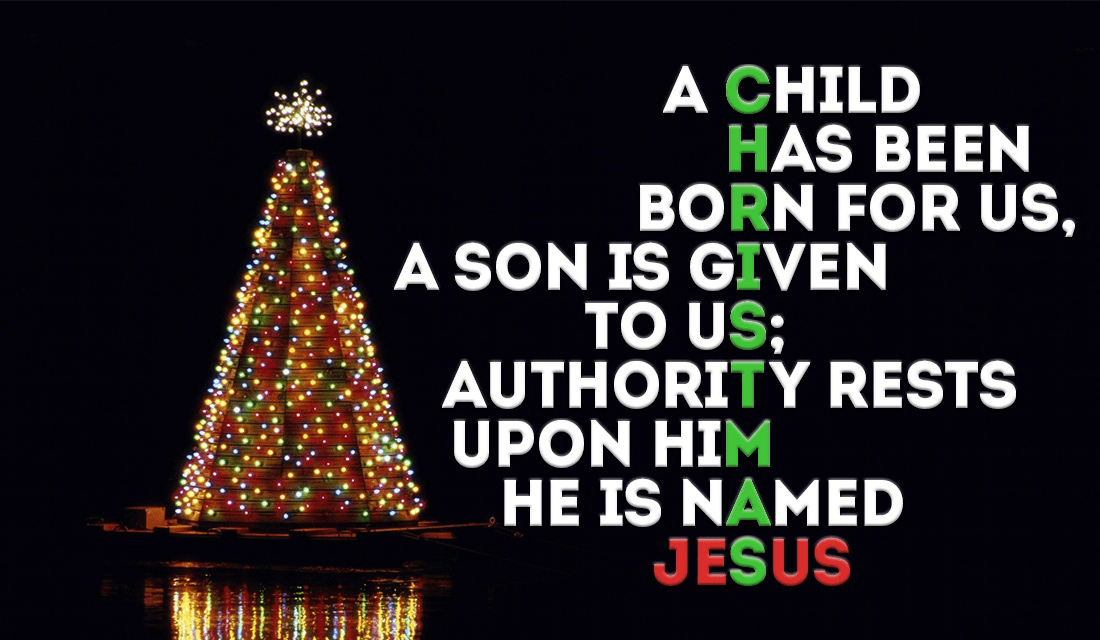 A CHILD
HAS BEEN
BORN FOR US,
A SON IS GIVEN
TO US;
AUTHORITY RESTS
UPON HIM
HE IS NAMED
JESUS